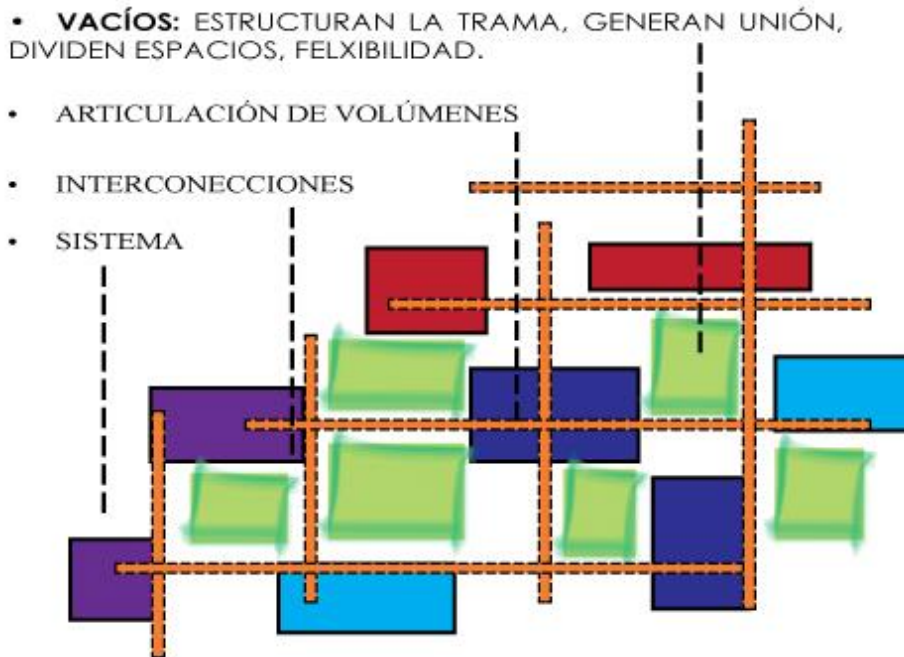 • VACÍOS: ESTRUCTURAN LA TRAMA, GENERAN UNIÓN,
DIVIDEN ESPACIOS, FELXIBILIDAD.
• ARTICULACIÓN DE VOLÚMENES
• INTERCONECCIONES
• SISTEMA